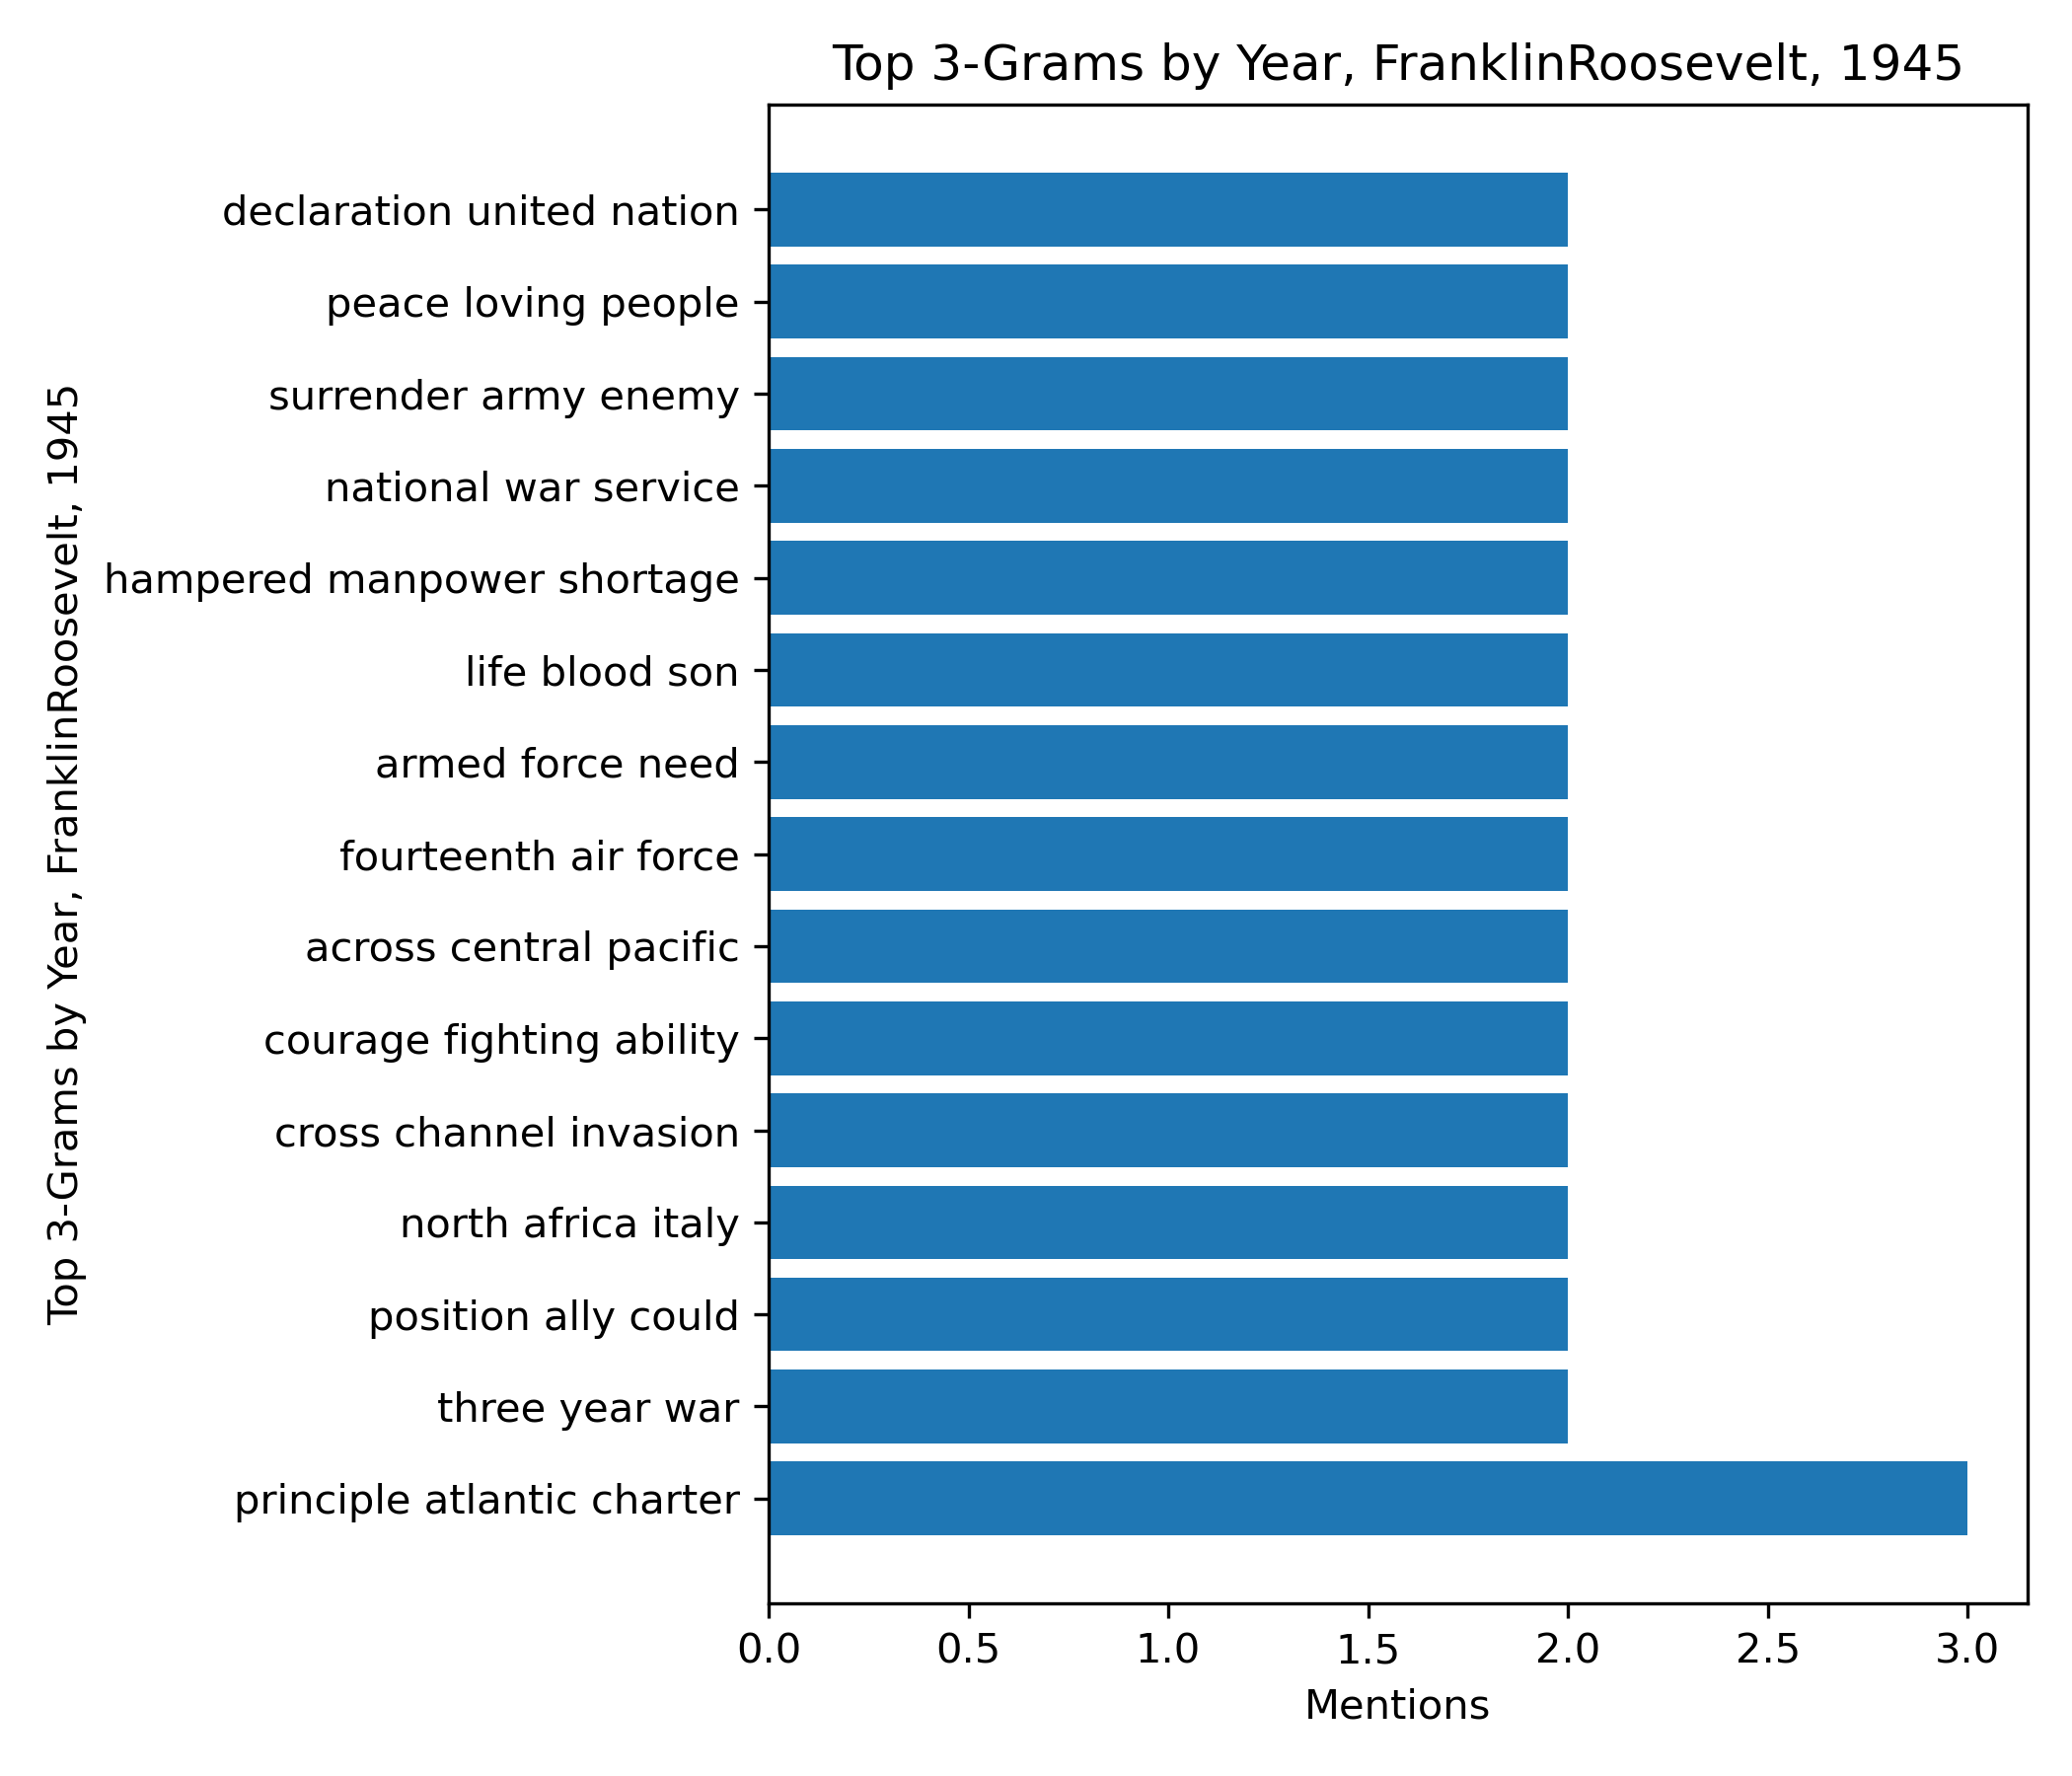 Top 3-Grams by Year, FranklinRoosevelt, 1945
Top 3-Grams by Year, FranklinRoosevelt, 1945
declaration united nation
peace loving people
surrender army enemy
national war service
hampered manpower shortage
life blood son
armed force need
fourteenth air force
across central pacific
courage fighting ability
cross channel invasion
north africa italy
position ally could
three year war
principle atlantic charter
0.0 0.5 1.0 1.5 2.0 2.5 3.0
Mentions